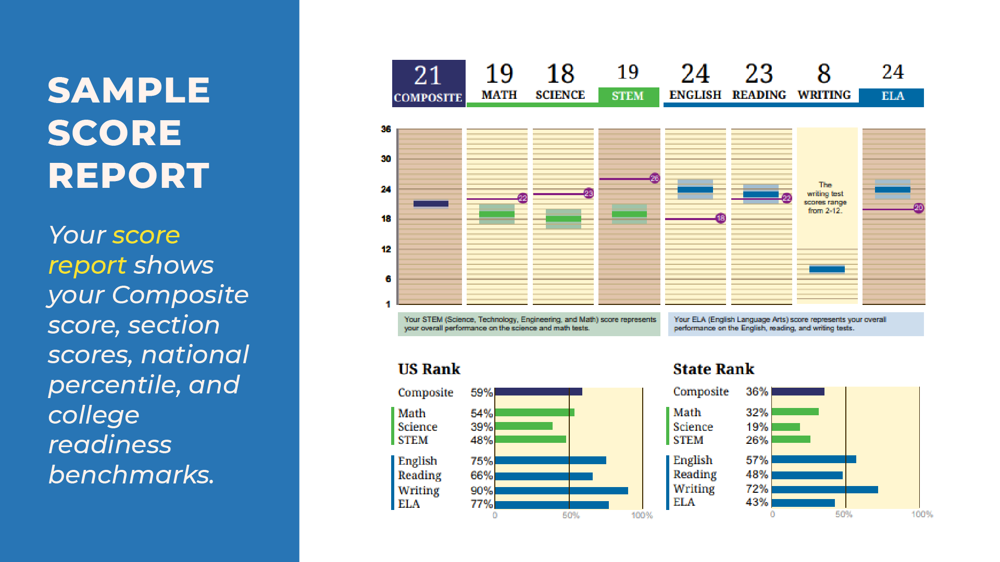 SAMPLE
SCORE
REPORT
Your score
report shows
your Composite
score, section
scores, national
percentile, and
college
readiness
benchmarks.
21 19 18 19 24 23 8 24
COMPOSITE MATH SCIENCE STEM ENGLISH READING WRITING ELA
36
30
24
18
12
6
1
22
23
26
18
22
20
The
writing test
scores range
from 2-12.
Your STEM (Science, Technology, Engineering, and Math) score represents
your overall performance on the science and math tests.
Your ELA (English Language Arts) score represents your overall
performance on the English, reading, and writing tests.
US Rank
Composite 59%
Math 54%
Science 39%
STEM 48%
English 75%
Reading 66%
Writing 90%
ELA 77%
0 50% 100%
State Rank
Composite 36%
Math 32%
Science 19%
STEM 26%
English 57%
Reading 48%
Writing 72%
ELA 43%
0 50% 100%